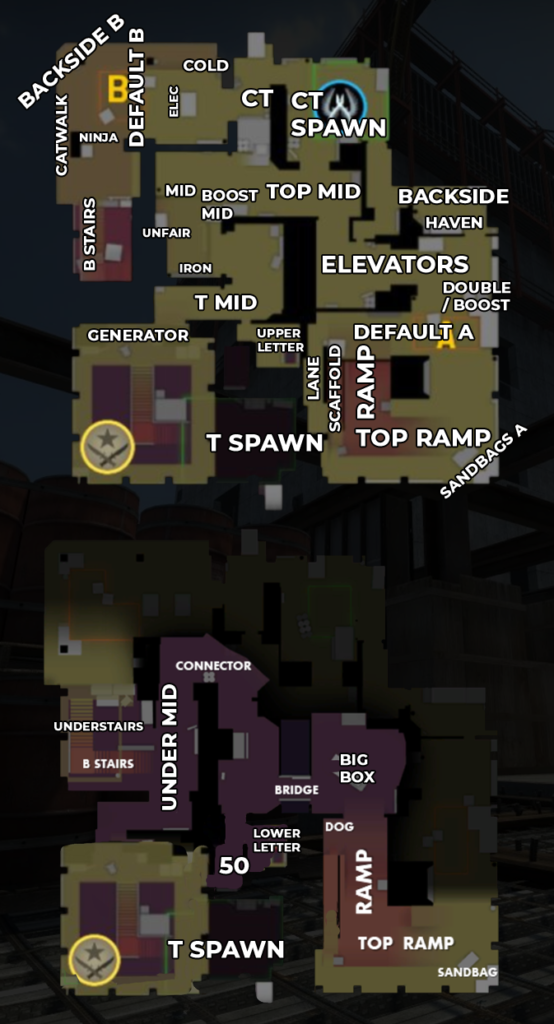 BACKSIDE B
DEFAULT B
B
COLD
ELEC
CATWALK
NINJA
CT
CT
SPAWN
MID
BOOST
MID
TOP MID
BACKSIDE
HAVEN
B STAIRS
UNFAIR
IRON
ELEVATORS
DOUBLE
/ BOOST
T MID
GENERATOR
UPPER
LETTER
DEFAULT A
A
LANE
SCAFFOLD
RAMP
T SPAWN
TOP RAMP
SANDBAGS A
CONNECTOR
UNDER MID
UNDERSTAIRS
B STAIRS
BIG
BOX
BRIDGE
DOG
LOWER
LETTER
50
RAMP
T SPAWN
TOP RAMP
SANDBAG